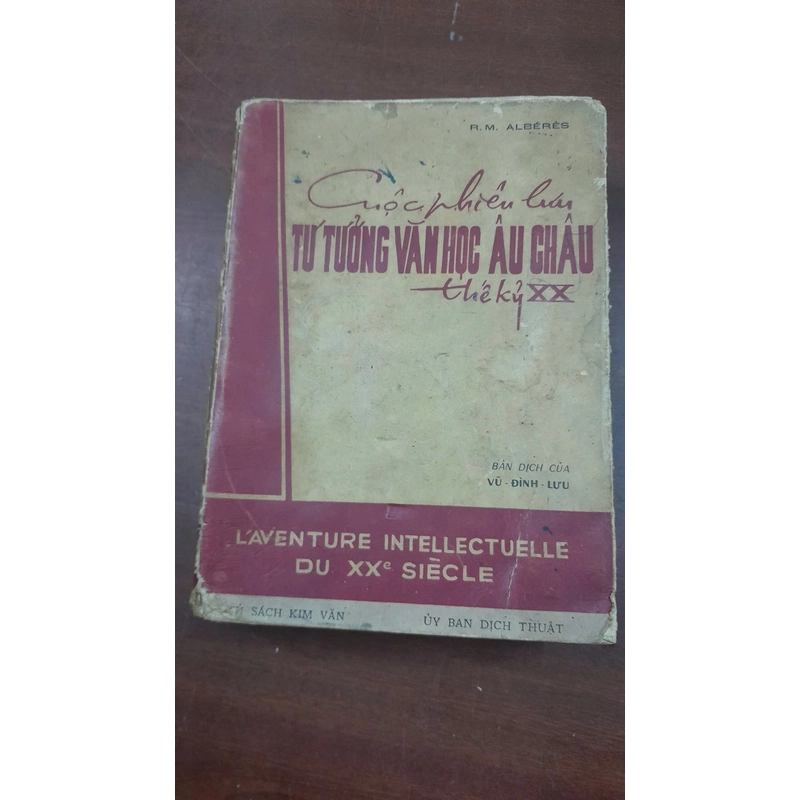 R. M. ALBÉRÈS
Cuộc phiêu lưu
TƯ TƯỞNG VĂN HỌC ÂU CHÂU
thế kỷ XX
BẢN DỊCH CỦA
VŨ - ĐÌNH - LƯU
L'AVENTURE INTELLECTUELLE
DU XXe SIÈCLE
SÁCH KIM VĂN ỦY BAN DỊCH THUẬT